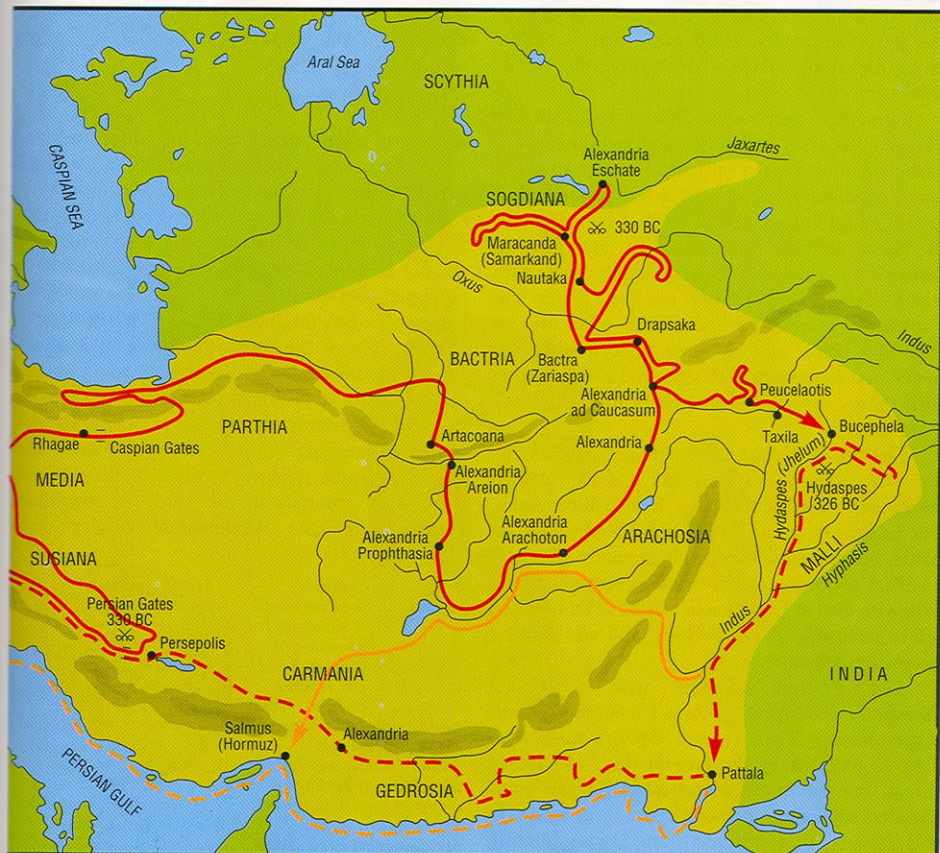 Aral Sea
SCYTHIA
CASPIAN SEA
Jaxartes
Alexandria
Eschate
SOGDIANA
330 BC
Maracanda
(Samarkand)
Nautaka
Oxus
Drapsaka
Indus
BACTRIA
Bactra
(Zariaspa)
Alexandria
ad Caucasum
Peucelaotis
PARTHIA
Rhagae
Caspian Gates
Artacoana
Alexandria
Taxila
Bucephela
MEDIA
Alexandria
Areion
Hydaspes (Jhelum)
Hydaspes
326 BC
Alexandria
Prophthasia
Alexandria
Arachoton
ARACHOSIA
MALLI
Hyphasis
SUSIANA
Persian Gates
330 BC
Persepolis
Indus
CARMANIA
INDIA
Salmus
(Hormuz)
Alexandria
PERSIAN GULF
GEDROSIA
Pattala